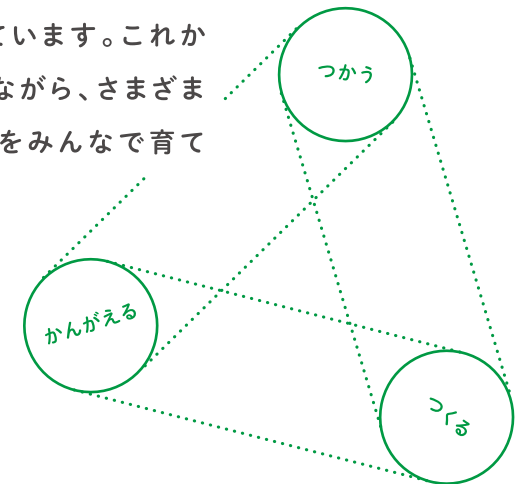 ています。これか
ながら、さまざま
をみんなで育て
つかう
かんがえる
つくる